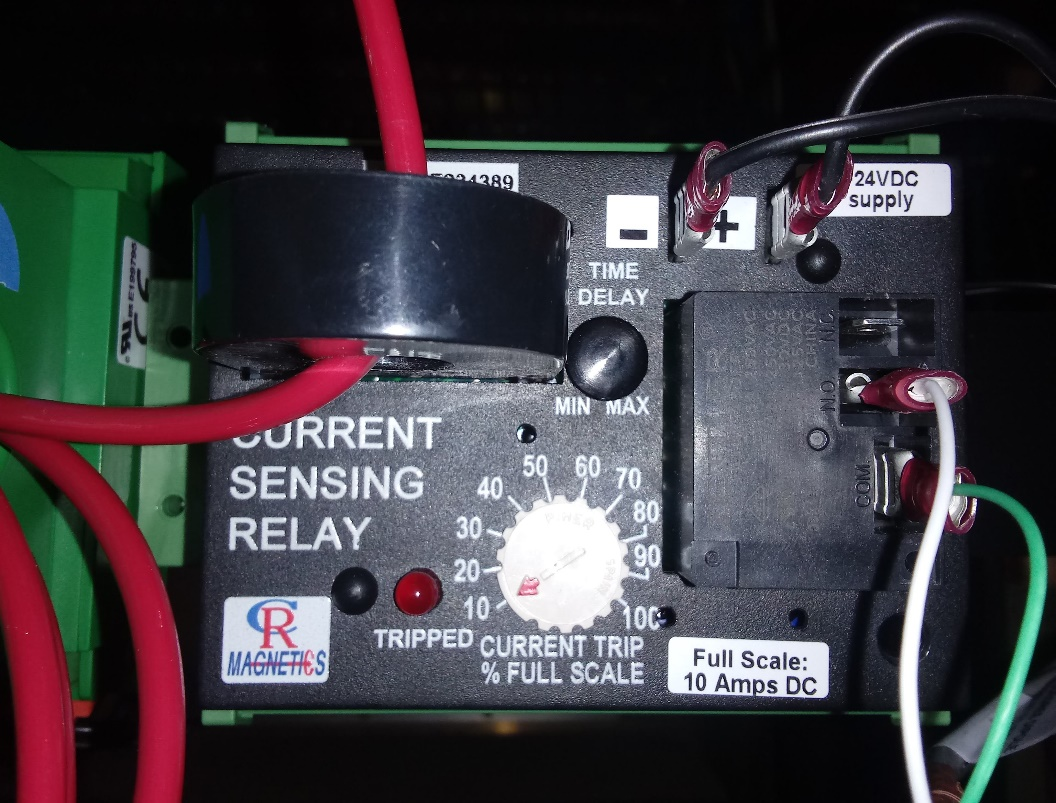 E234389
24VDC
supply
-
+
TIME
DELAY
MIN MAX
N.C.
N.O.
COM
E199790
CURRENT
SENSING
RELAY
10
20
30
40
50
60
70
80
90
100
TRIPPED
CURRENT TRIP
% FULL SCALE
CR
MAGNETICS
Full Scale:
10 Amps DC